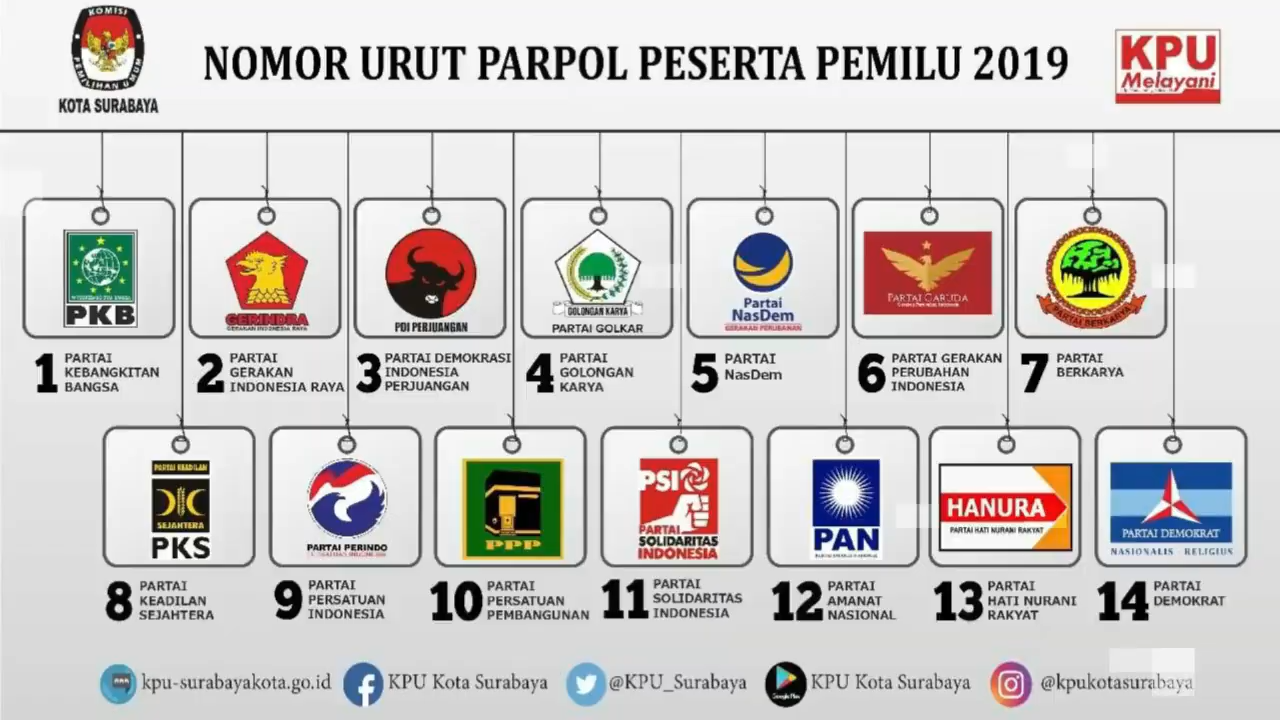 KOMISI
PEMILIHAN UMUM
KOTA SURABAYA
NOMOR URUT PARPOL PESERTA PEMILU 2019
KPU
Melayani
PKB
1 PARTAI
KEBANGKITAN
BANGSA
GERINDRA
GERAKAN INDONESIA RAYA
2 PARTAI
GERAKAN
INDONESIA RAYA
PDI PERJUANGAN
3 PARTAI DEMOKRASI
INDONESIA
PERJUANGAN
GOLONGAN KARYA
PARTAI GOLKAR
4 PARTAI
GOLONGAN
KARYA
Partai
NasDem
GERAKAN PERUBAHAN
5 PARTAI
NasDem
PARTAI GARUDA
6 PARTAI GERAKAN
PERUBAHAN
INDONESIA
PARTAI BERKARYA
7 PARTAI
BERKARYA
PARTAI KEADILAN
SEJAHTERA
PKS
8 PARTAI
KEADILAN
SEJAHTERA
PARTAI PERINDO
9 PARTAI
PERSATUAN
INDONESIA
PPP
10 PARTAI
PERSATUAN
PEMBANGUNAN
PSI
PARTAI
SOLIDARITAS
INDONESIA
11 PARTAI
SOLIDARITAS
INDONESIA
PAN
12 PARTAI
AMANAT
NASIONAL
HANURA
PARTAI HATI NURANI RAKYAT
13 PARTAI
HATI NURANI
RAKYAT
PARTAI DEMOKRAT
NASIONALIS - RELIGIUS
14 PARTAI
DEMOKRAT
kpu-surabayakota.go.id
KPU Kota Surabaya
@KPU_Surabaya
Google Play
KPU Kota Surabaya
@kpukotasurabaya